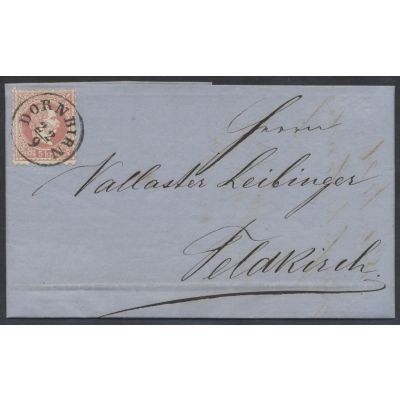 DORNBIRN
Herrn
Vallaster Leibinger
Feldkirch.